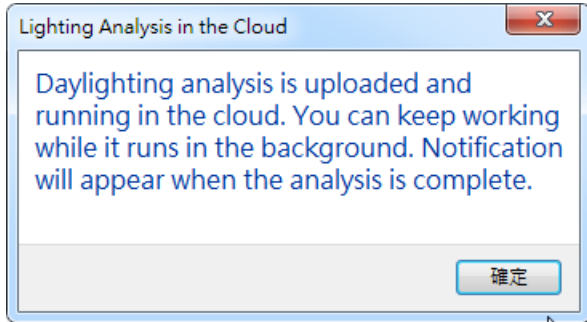 Lighting Analysis in the Cloud
Daylighting analysis is uploaded and
running in the cloud. You can keep working
while it runs in the background. Notification
will appear when the analysis is complete.
確定